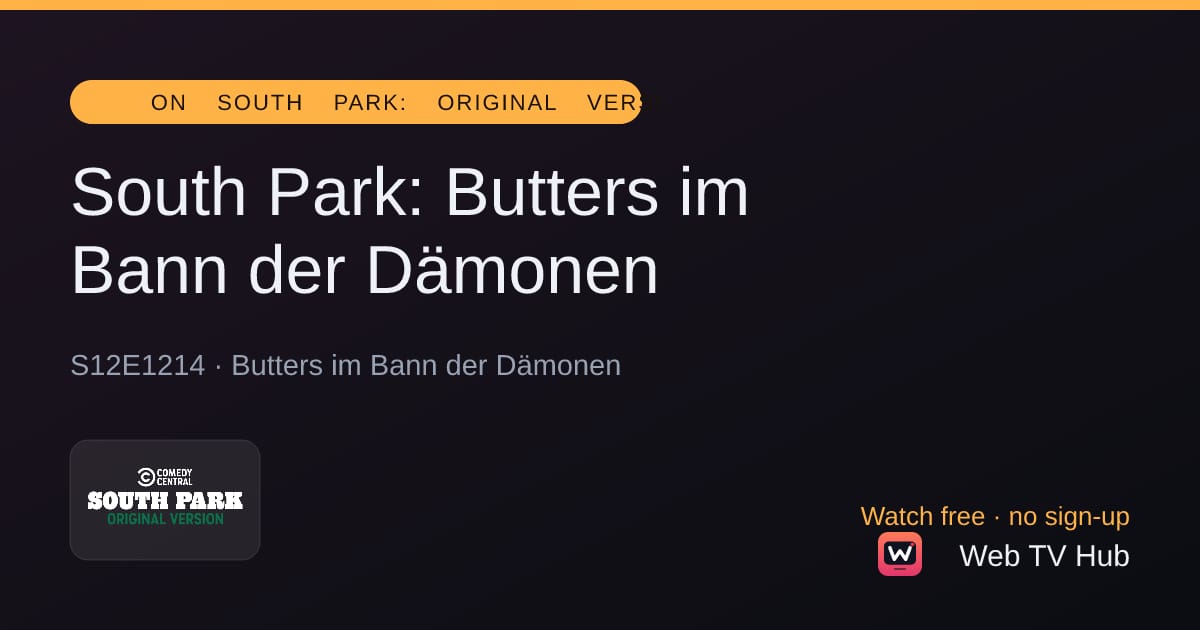 ON SOUTH PARK: ORIGINAL
South Park: Butters im
Bann der Dämonen
S12E1214 · Butters im Bann der Dämonen
COMEDY
CENTRAL
SOUTH PARK
ORIGINAL VERSION
Watch free · no sign-up
Web TV Hub